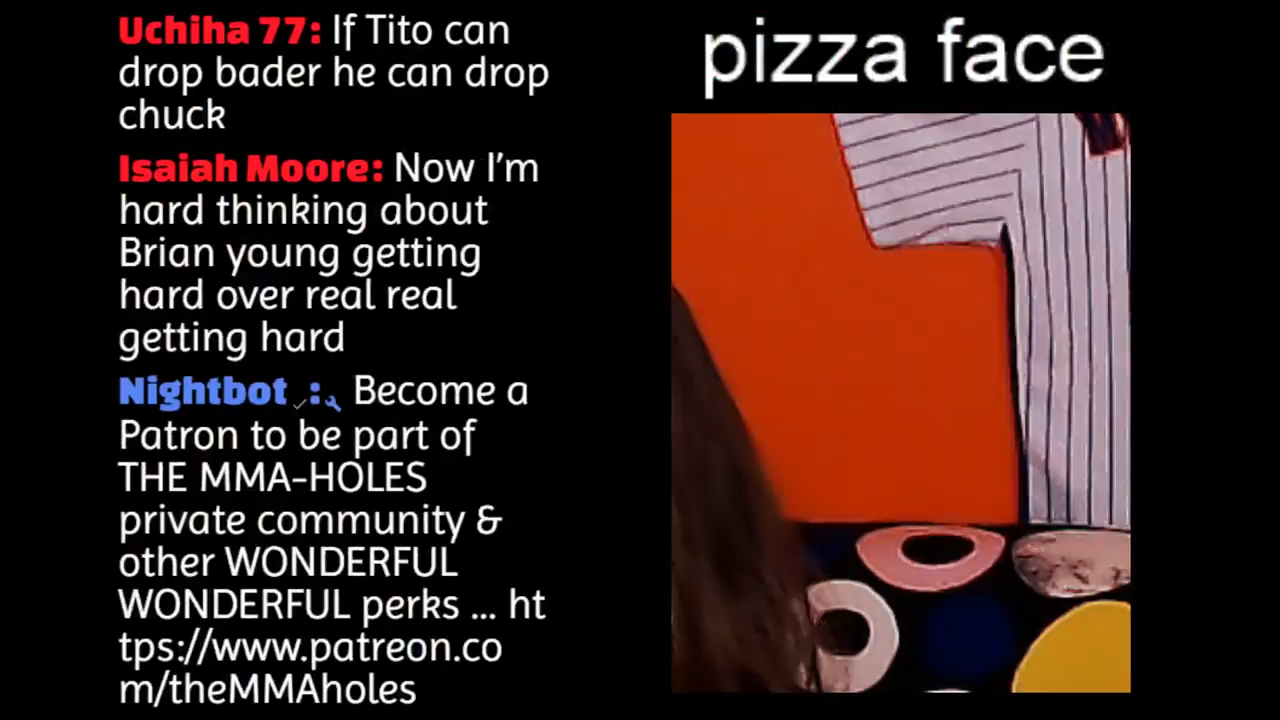 Uchiha 77: If Tito can
drop bader he can drop
chuck
Isaiah Moore: Now I'm
hard thinking about
Brian young getting
hard over real real
getting hard
Nightbot : Become a
Patron to be part of
THE MMA-HOLES
private community &
other WONDERFUL
WONDERFUL perks ... ht
tps://www.patreon.co
m/theMMAholes
pizza face